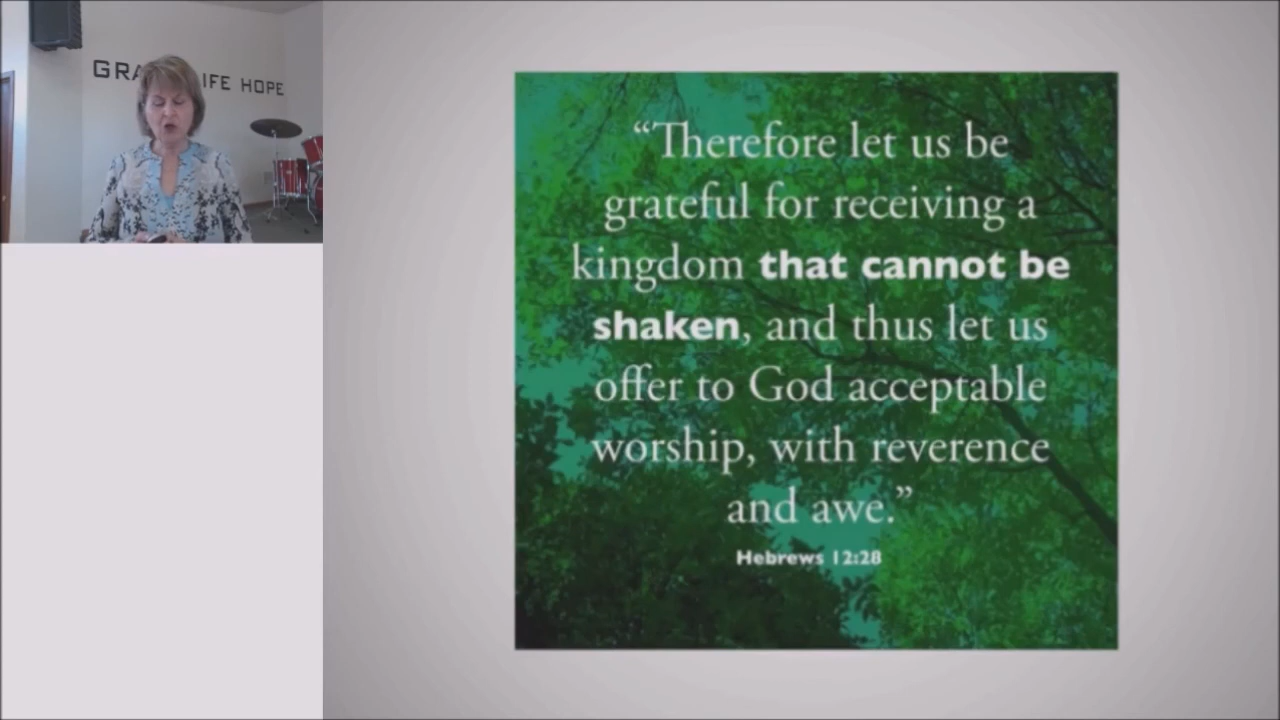 GRA IFE HOPE
“Therefore let us be
grateful for receiving a
kingdom that cannot be
shaken, and thus let us
offer to God acceptable
worship, with reverence
and awe.”
Hebrews 12:28